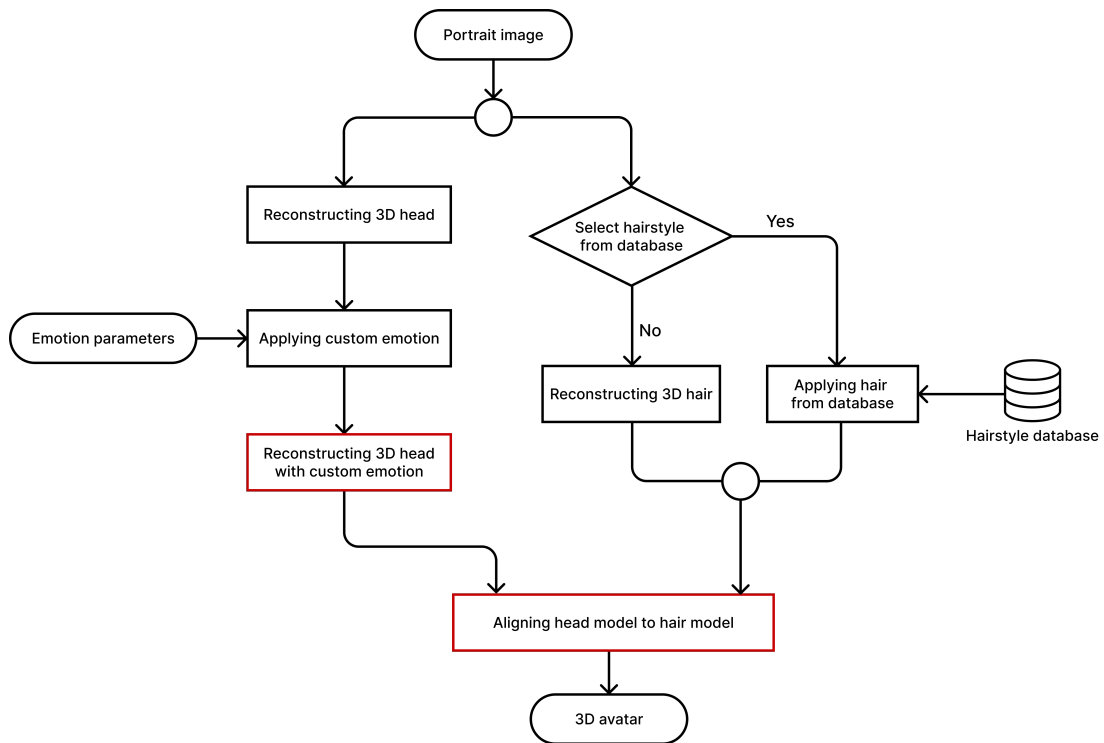 Portrait image
Reconstructing 3D head
Select hairstyle
from database
Yes
Emotion parameters
Applying custom emotion
No
Reconstructing 3D hair
Applying hair
from database
Hairstyle database
Reconstructing 3D head
with custom emotion
Aligning head model to hair model
3D avatar